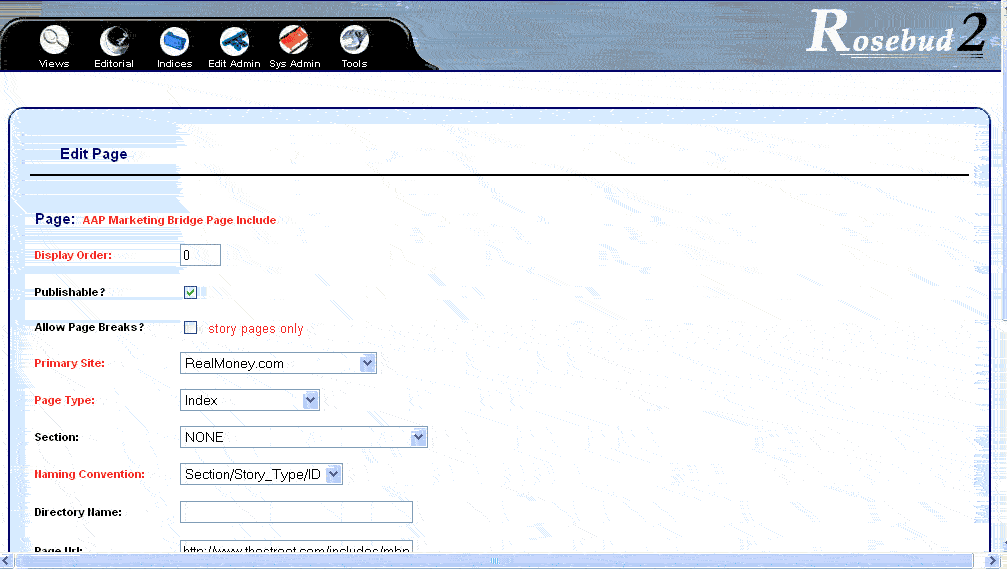 Rosebud 2
Views Editorial Indices Edit Admin Sys Admin Tools
Edit Page
Page: AAP Marketing Bridge Page Include
Display Order: 0
Publishable?
Allow Page Breaks? story pages only
Primary Site: RealMoney.com
Page Type: Index
Section: NONE
Naming Convention: Section/Story_Type/ID
Directory Name:
Page Url: http://www.thestreet.com/includes/mbp